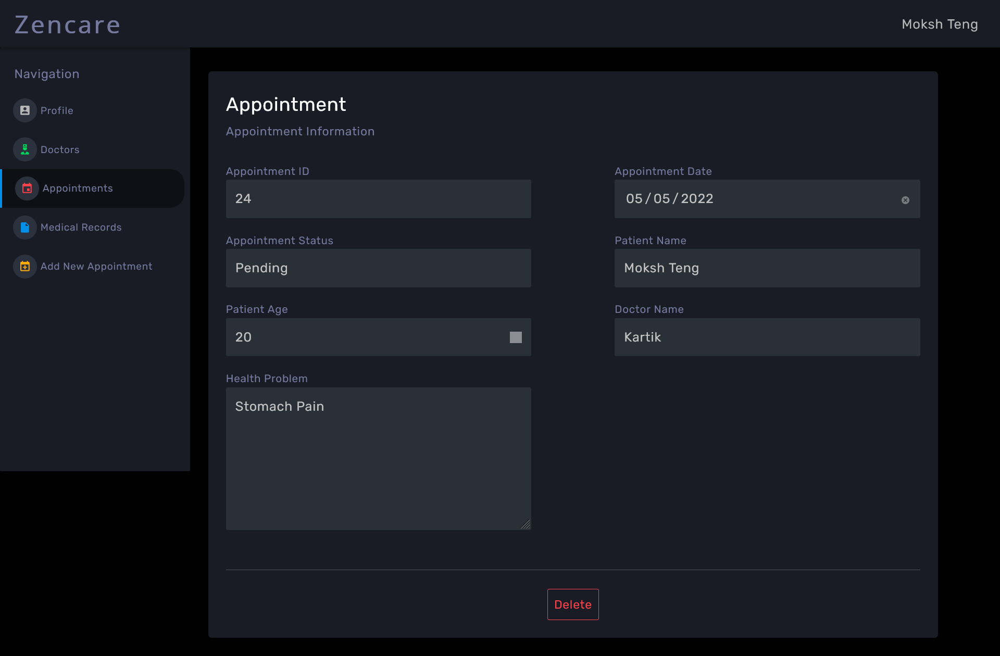 Zencare
Moksh Teng
Navigation
Profile
Doctors
Appointments
Medical Records
Add New Appointment
Appointment
Appointment Information
Appointment ID
24
Appointment Date
05/05/2022
Appointment Status
Pending
Patient Name
Moksh Teng
Patient Age
20
Doctor Name
Kartik
Health Problem
Stomach Pain
Delete